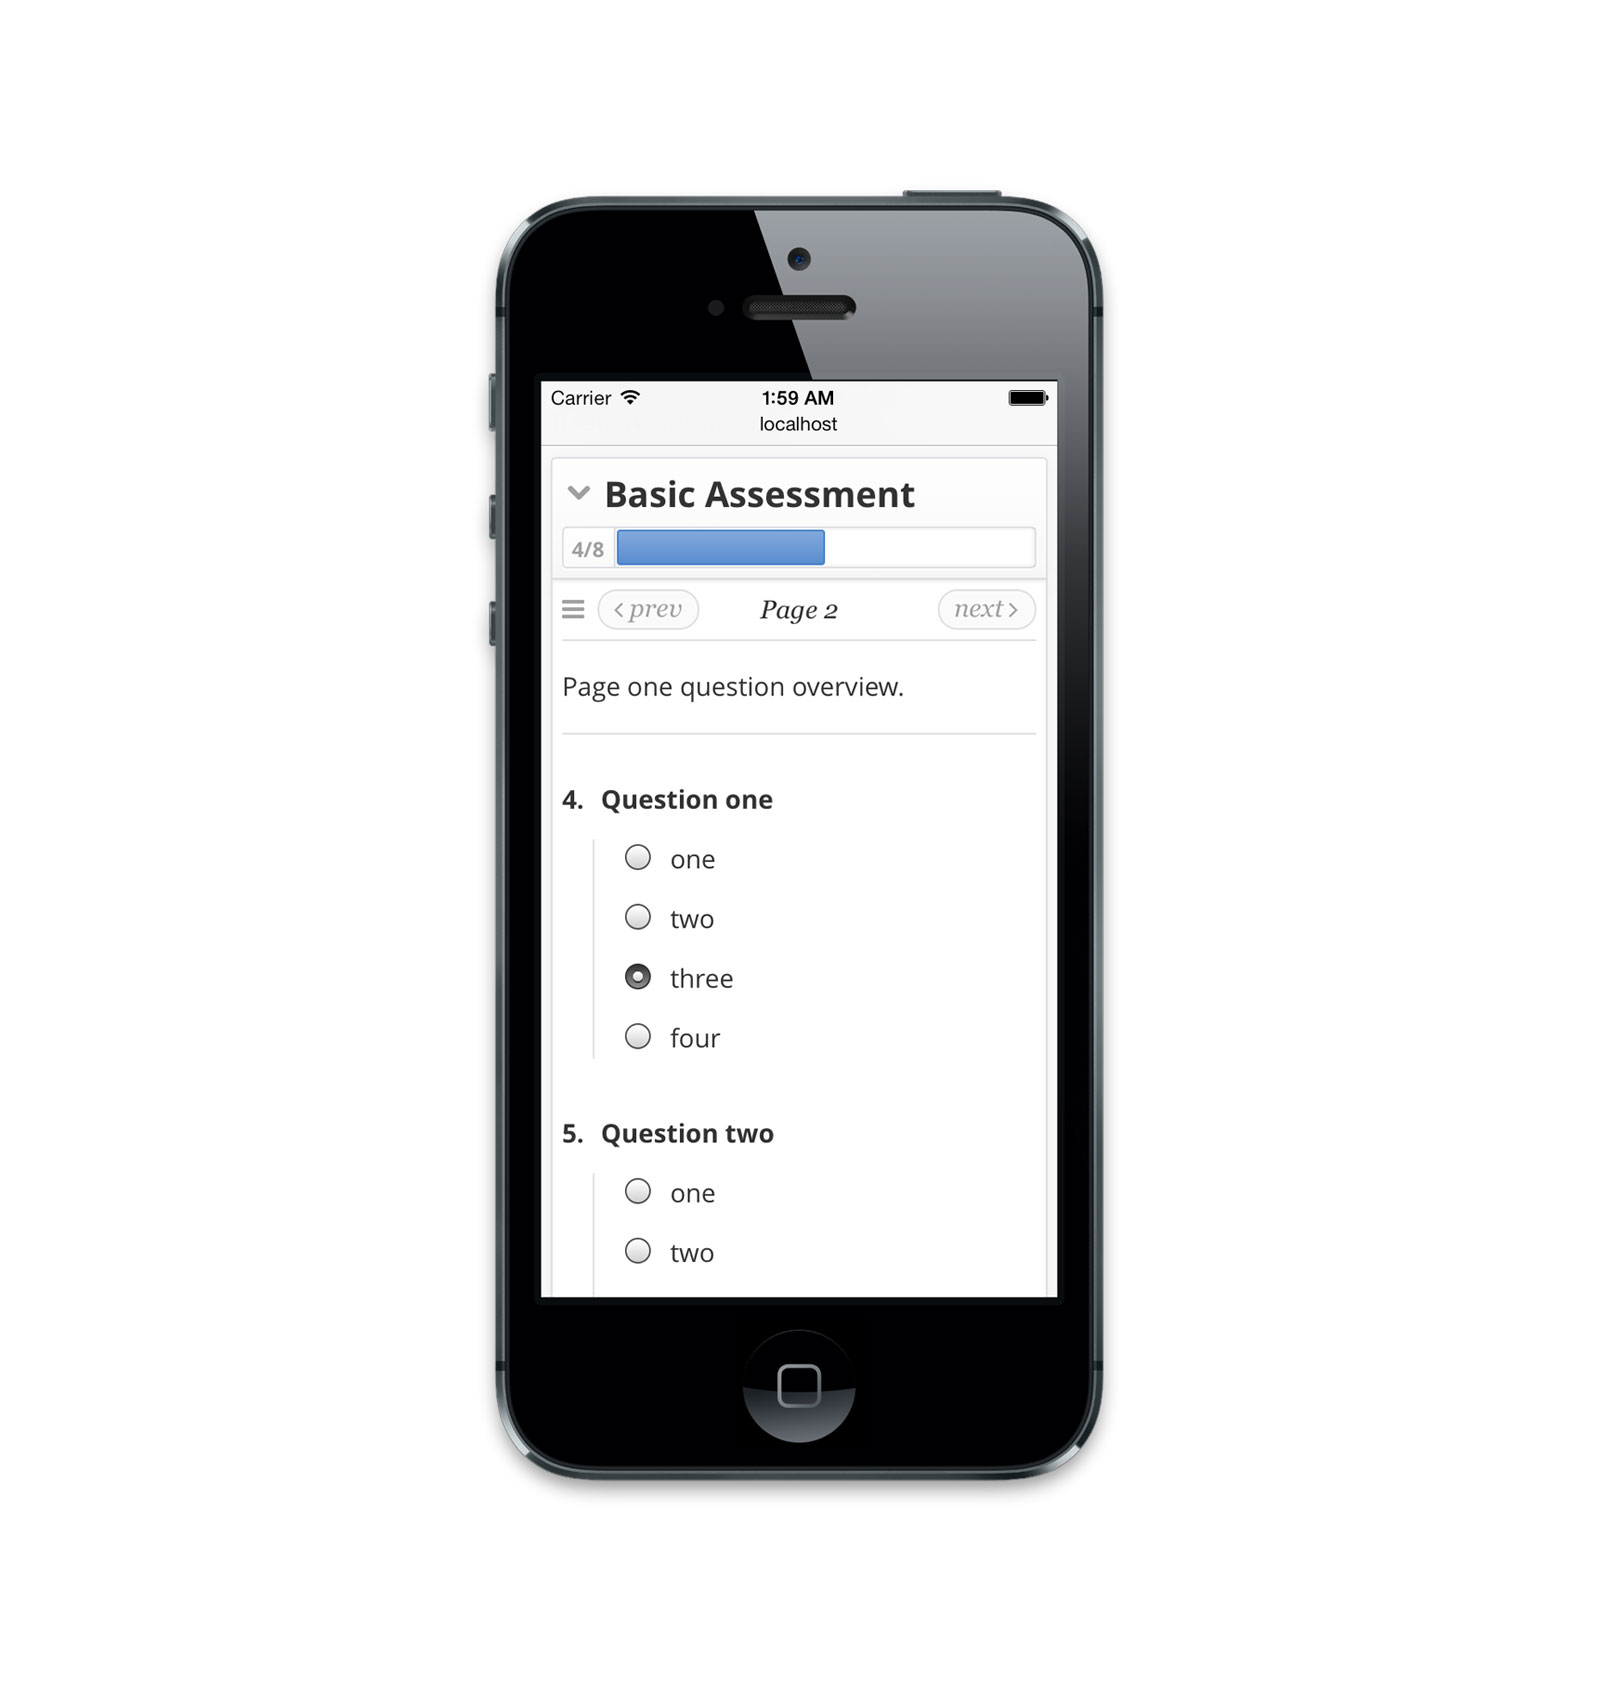 Carrier 1:59 AM
localhost
Basic Assessment
4/8
prev Page 2 next
Page one question overview.
4. Question one
one
two
three
four
5. Question two
one
two